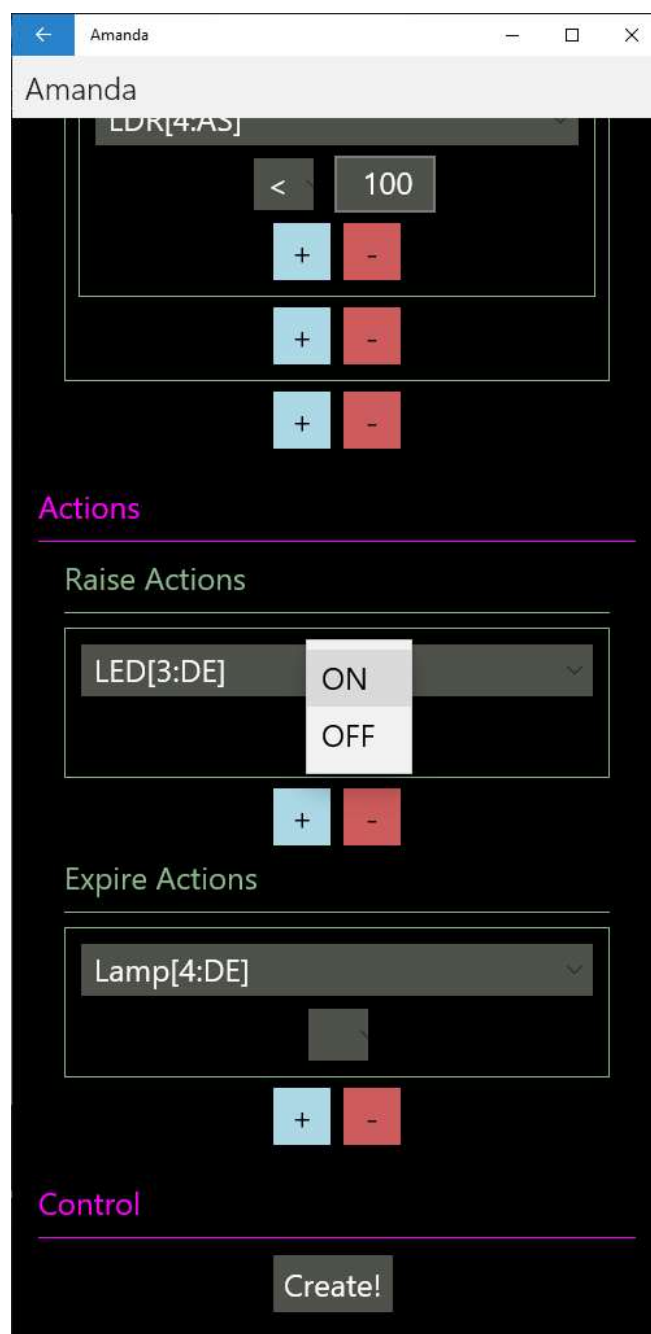 Amanda
Amanda
LDR[4:AS]
< 100
+ -
+ -
+ -
Actions
Raise Actions
LED[3:DE]
ON
OFF
+ -
Expire Actions
Lamp[4:DE]
+ -
Control
Create!